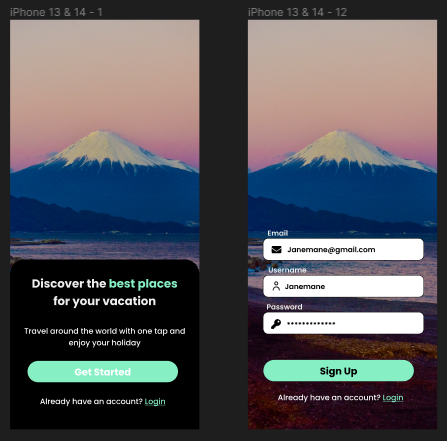 iPhone 13 & 14 - 1
Discover the best places
for your vacation
Travel around the world with one tap and
enjoy your holiday
Get Started
Already have an account? Login
iPhone 13 & 14 - 12
Email
Janemane@gmail.com
Username
Janemane
Password
•••••••••••••
Sign Up
Already have an account? Login